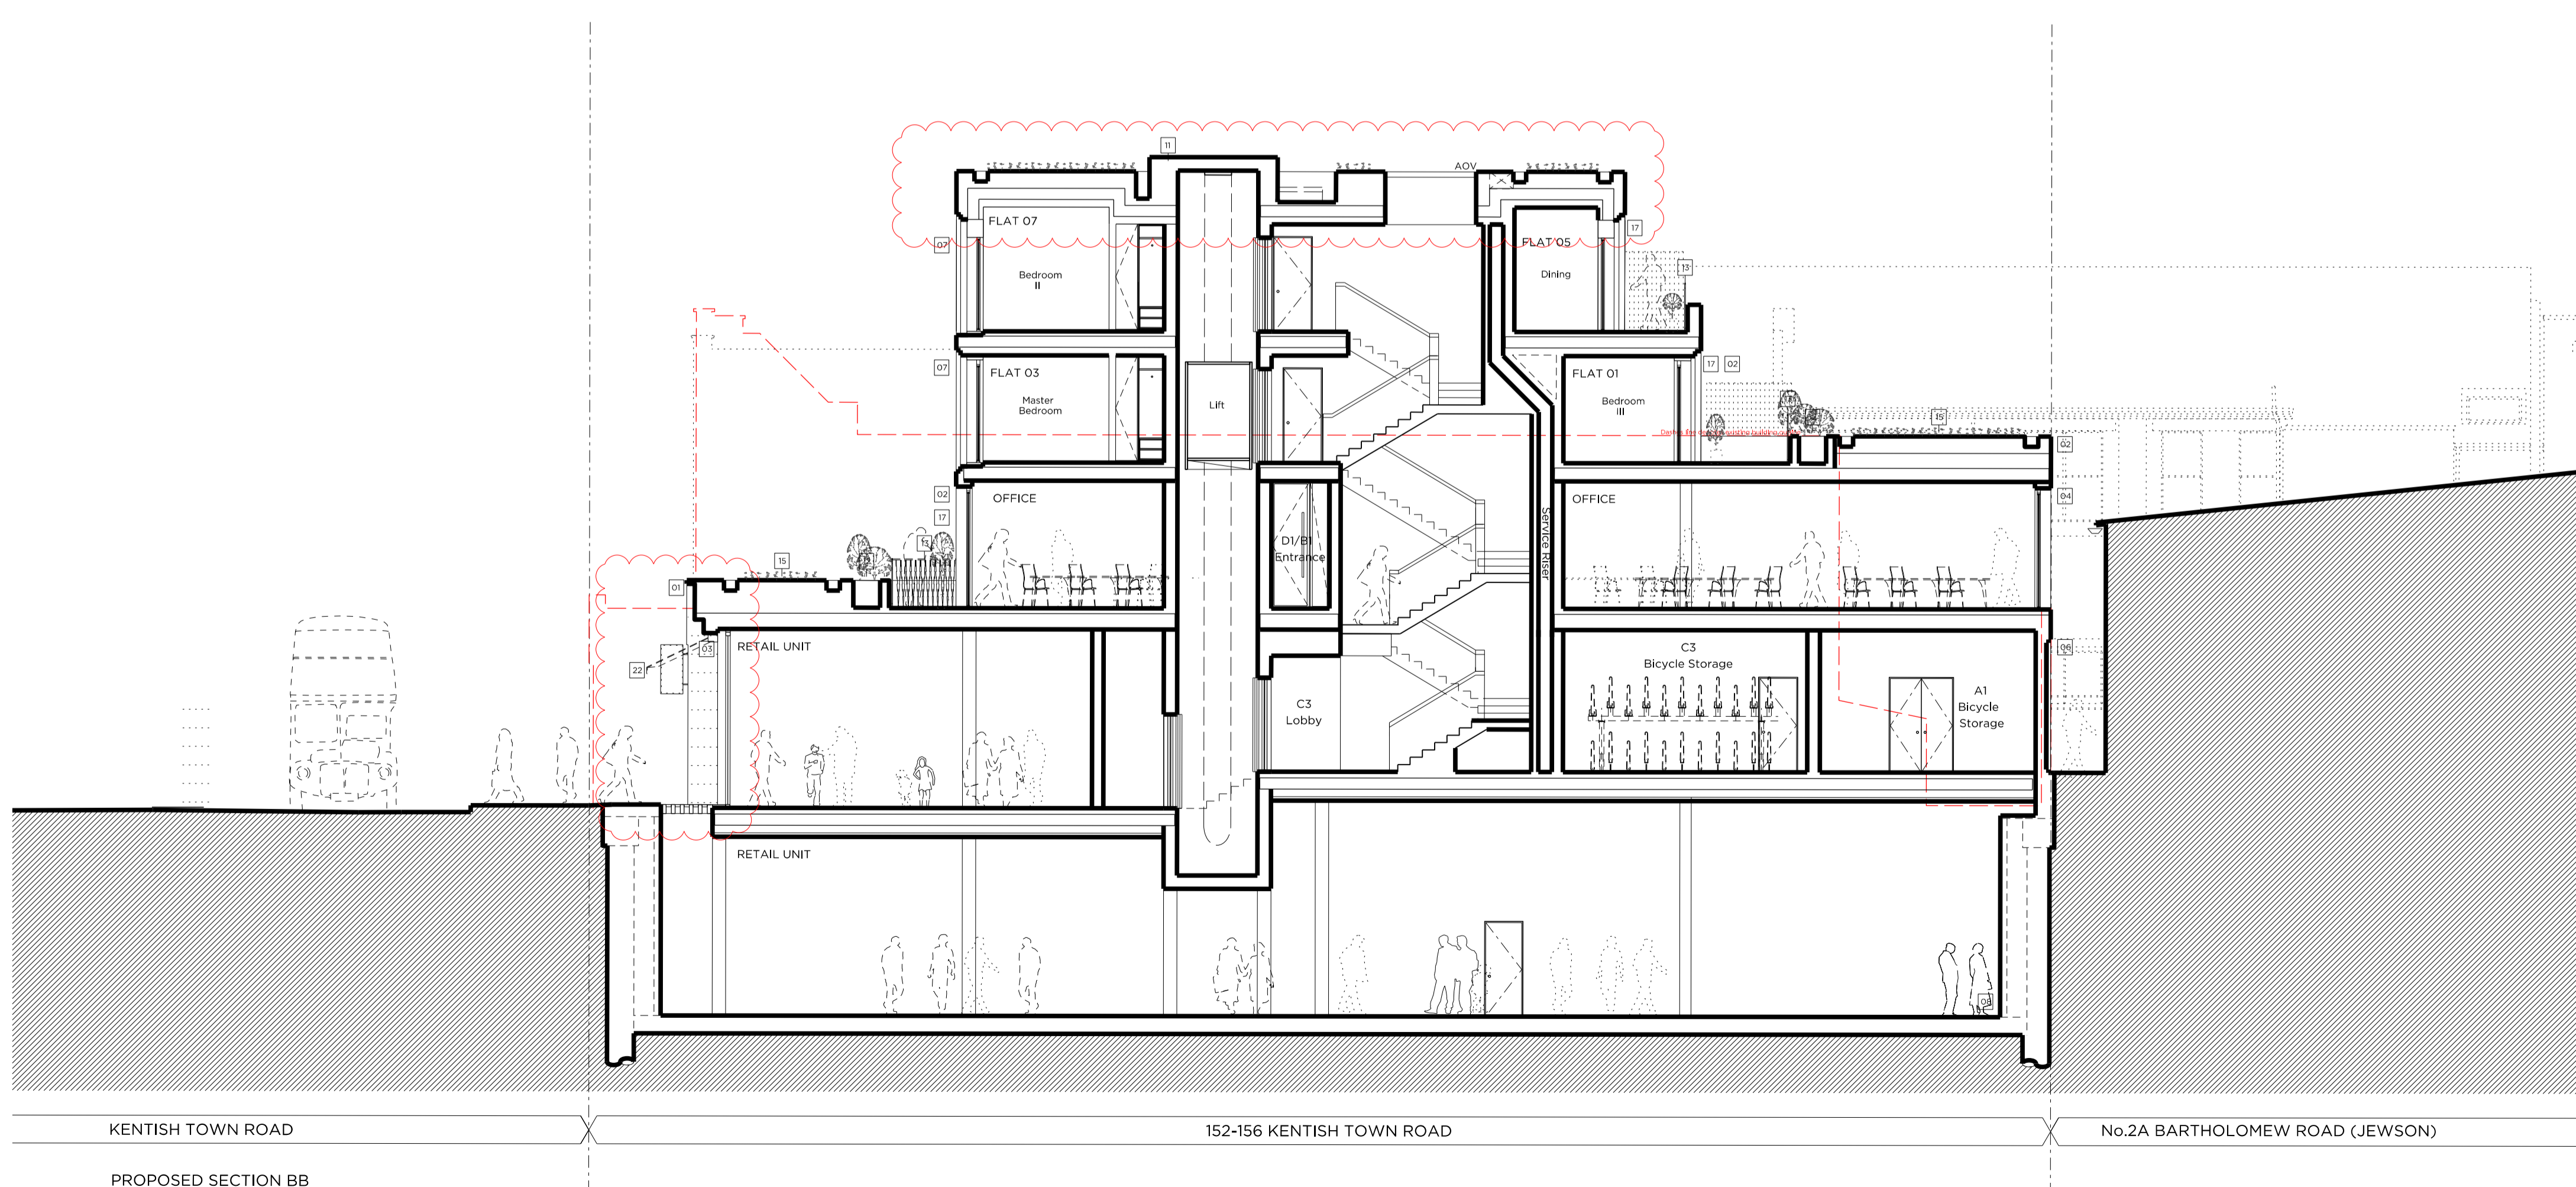 11
AOV
FLAT 07
07
17
FLAT 05
13
Bedroom
II
Dining
07
FLAT 03
17
02
FLAT 01
Master
Bedroom
Lift
Bedroom
III
15
02
02
OFFICE
OFFICE
04
17
Service Riser
13
D1/B1
Entrance
15
01
RETAIL UNIT
03
22
C3
Bicycle Storage
06
C3
Lobby
A1
Bicycle
Storage
RETAIL UNIT
08
KENTISH TOWN ROAD
152-156 KENTISH TOWN ROAD
No.2A BARTHOLOMEW ROAD (JEWSON)
PROPOSED SECTION BB